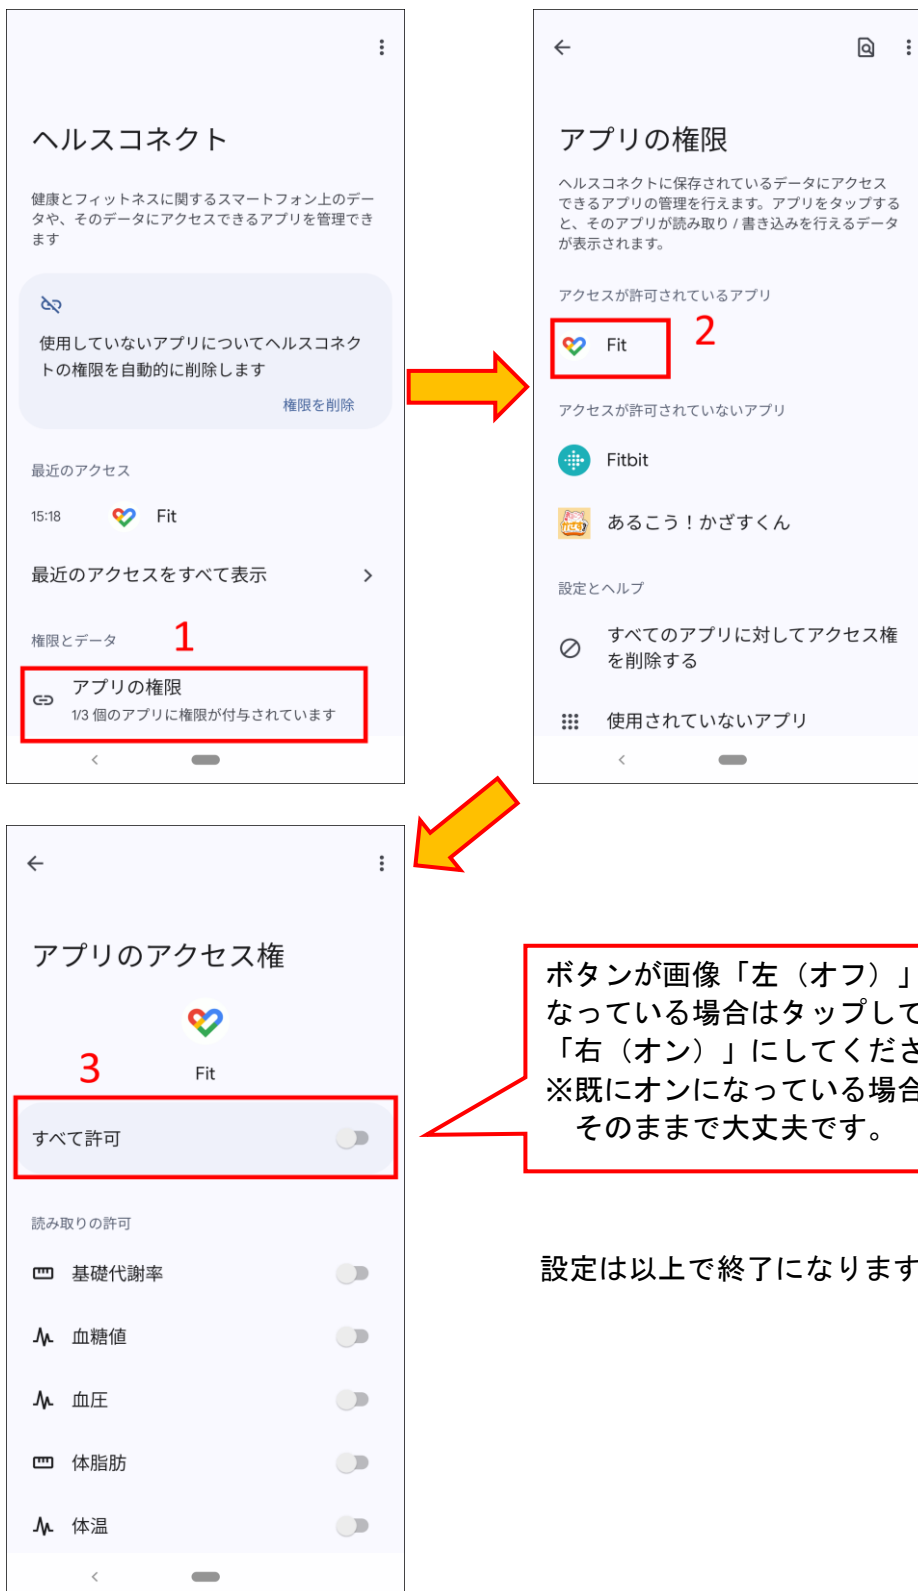 ヘルスコネクト
健康とフィットネスに関するスマートフォン上のデー
タや、そのデータにアクセスできるアプリを管理でき
ます
使用していないアプリについてヘルスコネク
トの権限を自動的に削除します
権限を削除
最近のアクセス
15:18 Fit
最近のアクセスをすべて表示
権限とデータ
1
アプリの権限
1/3 個のアプリに権限が付与されています
アプリの権限
ヘルスコネクトに保存されているデータにアクセス
できるアプリの管理を行えます。アプリをタップする
と、そのアプリが読み取り / 書き込みを行えるデータ
が表示されます。
アクセスが許可されているアプリ
Fit
2
アクセスが許可されていないアプリ
Fitbit
あるこう！かざすくん
設定とヘルプ
すべてのアプリに対してアクセス権
を削除する
使用されていないアプリ
アプリのアクセス権
3
Fit
すべて許可
読み取りの許可
基礎代謝率
血糖値
血圧
体脂肪
体温
ボタンが画像「左（オフ）」
なっている場合はタップして
「右（オン）」にしてくださ
※既にオンになっている場合
そのままで大丈夫です。
設定は以上で終了になります